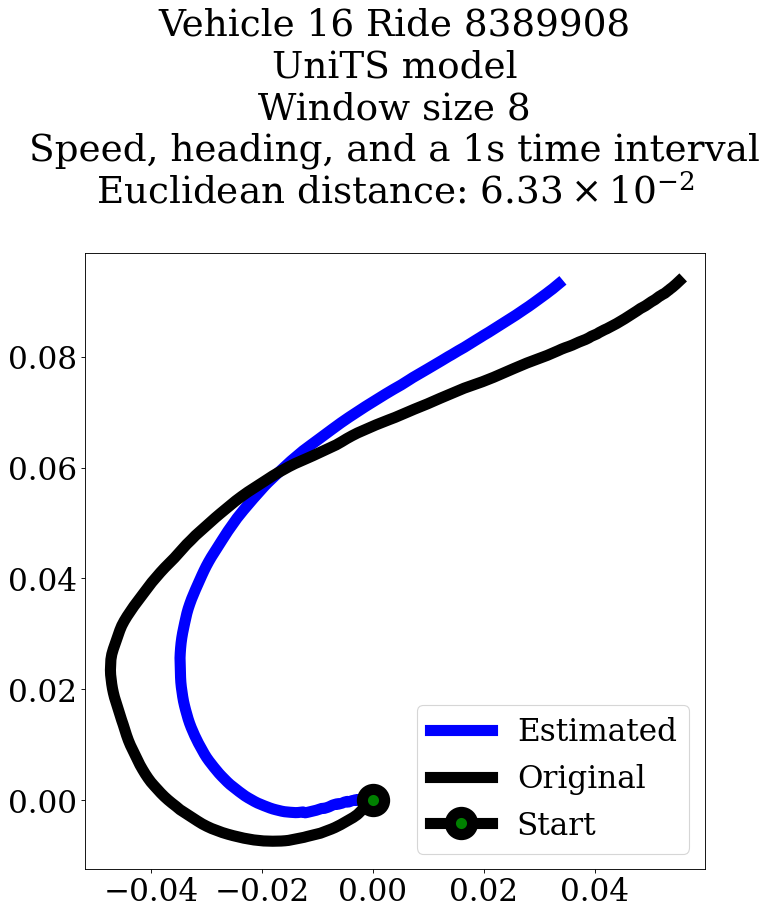 Vehicle 16 Ride 8389908
UniTS model
Window size 8
Speed, heading, and a 1s time interval
Euclidean distance: 6.33 × 10⁻²
0.08
0.06
0.04
0.02
0.00
Estimated
Original
Start
−0.04 −0.02 0.00 0.02 0.04